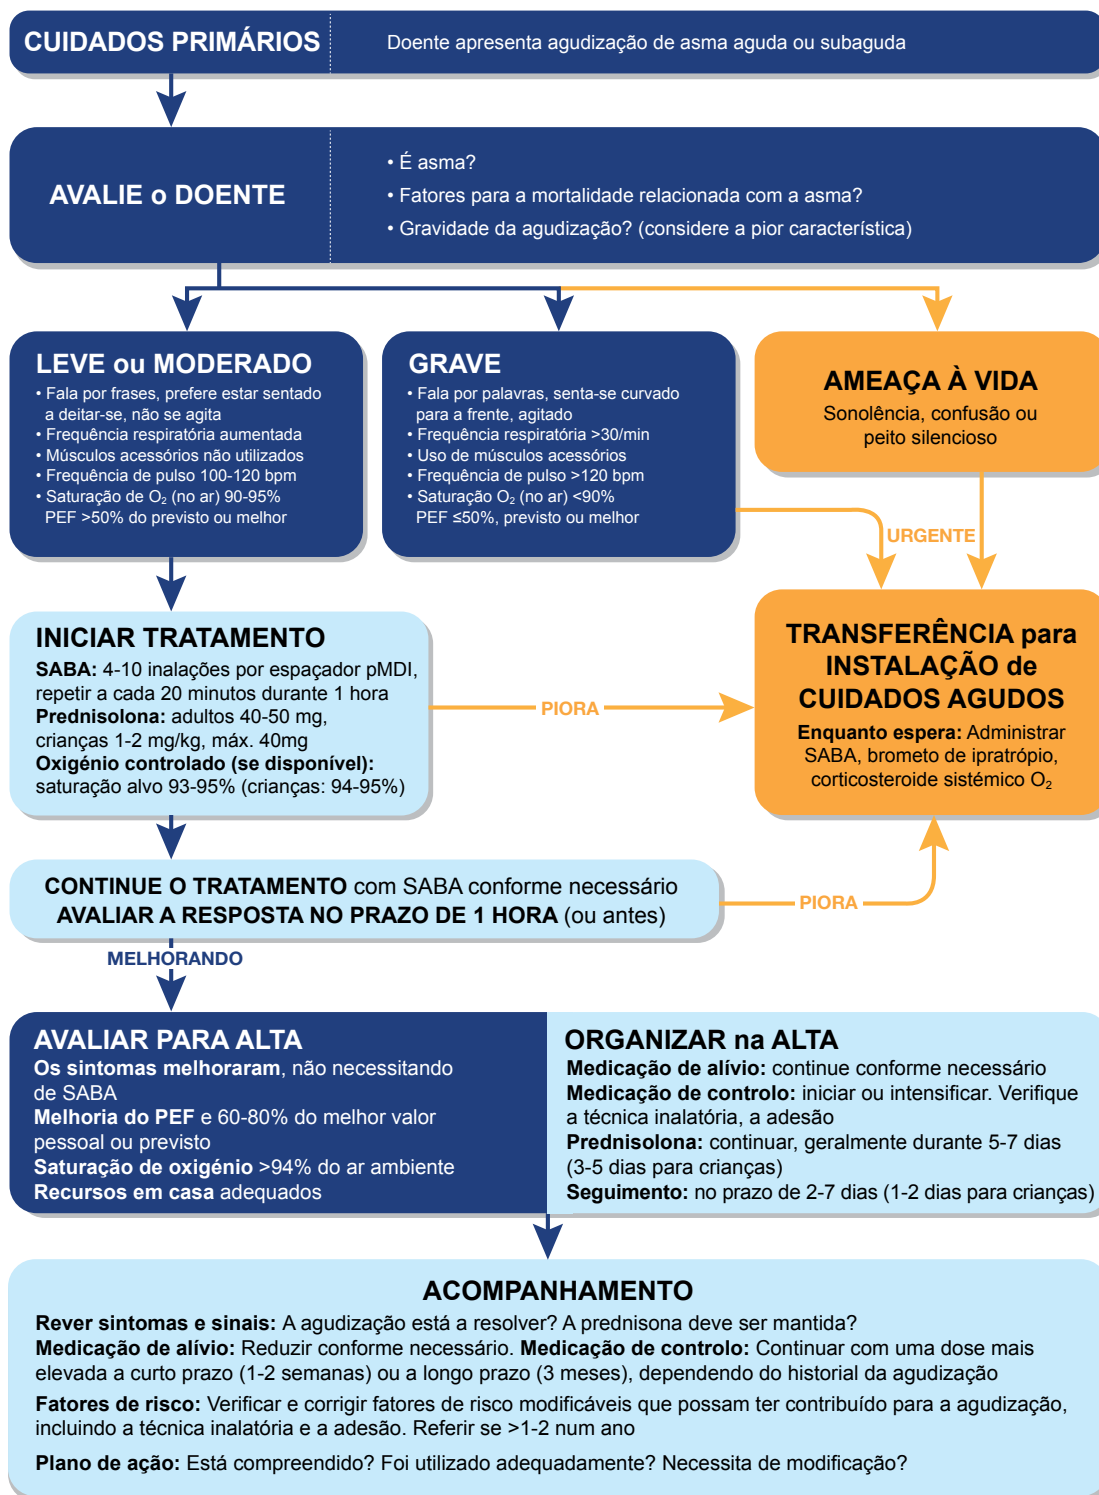 CUIDADOS PRIMÁRIOS
Doente apresenta agudização de asma aguda ou subaguda
AVALIE o DOENTE
• É asma?
• Fatores para a mortalidade relacionada com a asma?
• Gravidade da agudização? (considere a pior característica)
LEVE ou MODERADO
• Fala por frases, prefere estar sentado
a deitar-se, não se agita
• Frequência respiratória aumentada
• Músculos acessórios não utilizados
• Frequência de pulso 100-120 bpm
• Saturação de O₂ (no ar) 90-95%
PEF >50% do previsto ou melhor
GRAVE
• Fala por palavras, senta-se curvado
para a frente, agitado
• Frequência respiratória >30/min
• Uso de músculos acessórios
• Frequência de pulso >120 bpm
• Saturação O₂ (no ar) <90%
PEF ≤50%, previsto ou melhor
AMEAÇA À VIDA
Sonolência, confusão ou
peito silencioso
URGENTE
INICIAR TRATAMENTO
SABA: 4-10 inalações por espaçador pMDI,
repetir a cada 20 minutos durante 1 hora
Prednisolona: adultos 40-50 mg,
crianças 1-2 mg/kg, máx. 40mg
Oxigénio controlado (se disponível):
saturação alvo 93-95% (crianças: 94-95%)
PIORA
TRANSFERÊNCIA para
INSTALAÇÃO de
CUIDADOS AGUDOS
Enquanto espera: Administrar
SABA, brometo de ipratrópio,
corticosteroide sistémico O₂
CONTINUE O TRATAMENTO com SABA conforme necessário
AVALIAR A RESPOSTA NO PRAZO DE 1 HORA (ou antes)
PIORA
MELHORANDO
AVALIAR PARA ALTA
Os sintomas melhoraram, não necessitando
de SABA
Melhoria do PEF e 60-80% do melhor valor
pessoal ou previsto
Saturação de oxigénio >94% do ar ambiente
Recursos em casa adequados
ORGANIZAR na ALTA
Medicação de alívio: continue conforme necessário
Medicação de controlo: iniciar ou intensificar. Verifique
a técnica inalatória, a adesão
Prednisolona: continuar, geralmente durante 5-7 dias
(3-5 dias para crianças)
Seguimento: no prazo de 2-7 dias (1-2 dias para crianças)
ACOMPANHAMENTO
Rever sintomas e sinais: A agudização está a resolver? A prednisona deve ser mantida?
Medicação de alívio: Reduzir conforme necessário. Medicação de controlo: Continuar com uma dose mais
elevada a curto prazo (1-2 semanas) ou a longo prazo (3 meses), dependendo do historial da agudização
Fatores de risco: Verificar e corrigir fatores de risco modificáveis que possam ter contribuído para a agudização,
incluindo a técnica inalatória e a adesão. Referir se >1-2 num ano
Plano de ação: Está compreendido? Foi utilizado adequadamente? Necessita de modificação?